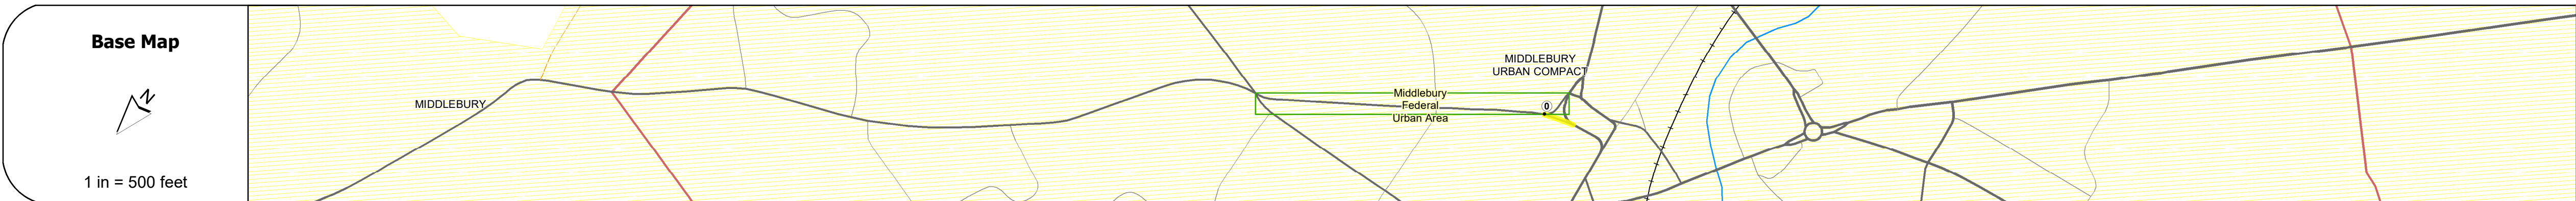 Base Map
N
1 in = 500 feet
MIDDLEBURY
Middlebury
Federal
Urban Area
MIDDLEBURY
URBAN COMPACT
0